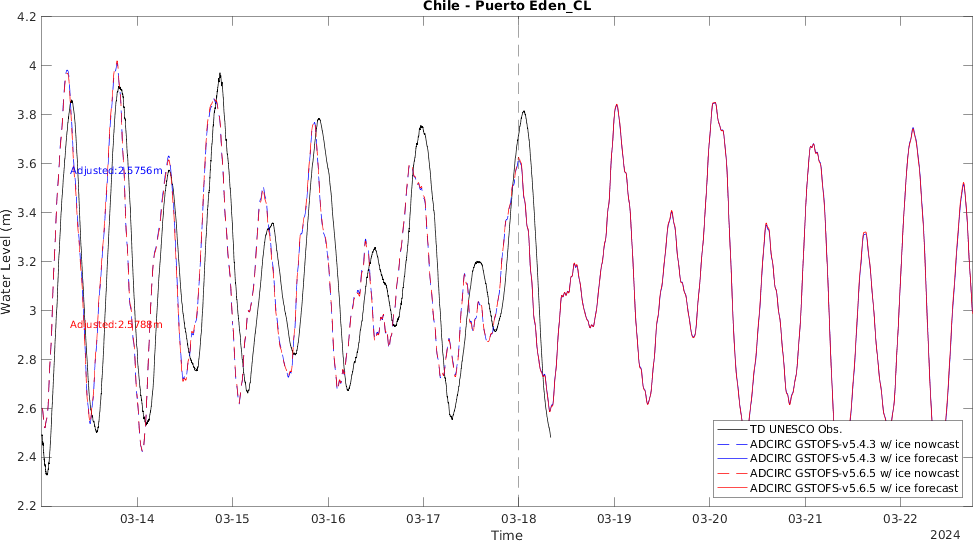 Chile - Puerto Eden_CL
4.2
4
3.8
3.6
3.4
3.2
3
2.8
2.6
2.4
2.2
Water Level (m)
Adjusted:2.5756m
Adjusted:2.5788m
TD UNESCO Obs.
ADCIRC GSTOFS-v5.4.3 w/ ice nowcast
ADCIRC GSTOFS-v5.4.3 w/ ice forecast
ADCIRC GSTOFS-v5.6.5 w/ ice nowcast
ADCIRC GSTOFS-v5.6.5 w/ ice forecast
03-14 03-15 03-16 03-17 03-18 03-19 03-20 03-21 03-22
Time
2024